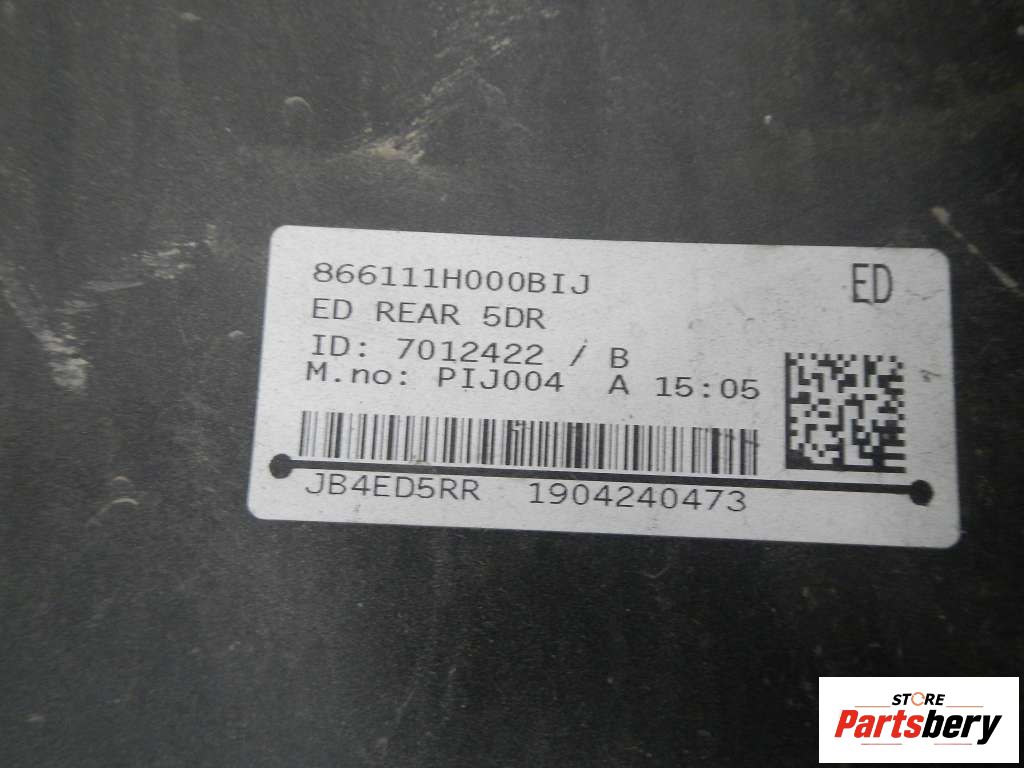 866111H000BIJ ED
ED REAR 5DR
ID: 7012422 / B
M.no: PIJ004 A 15:05
JB4ED5RR 1904240473
STORE
Partsbery